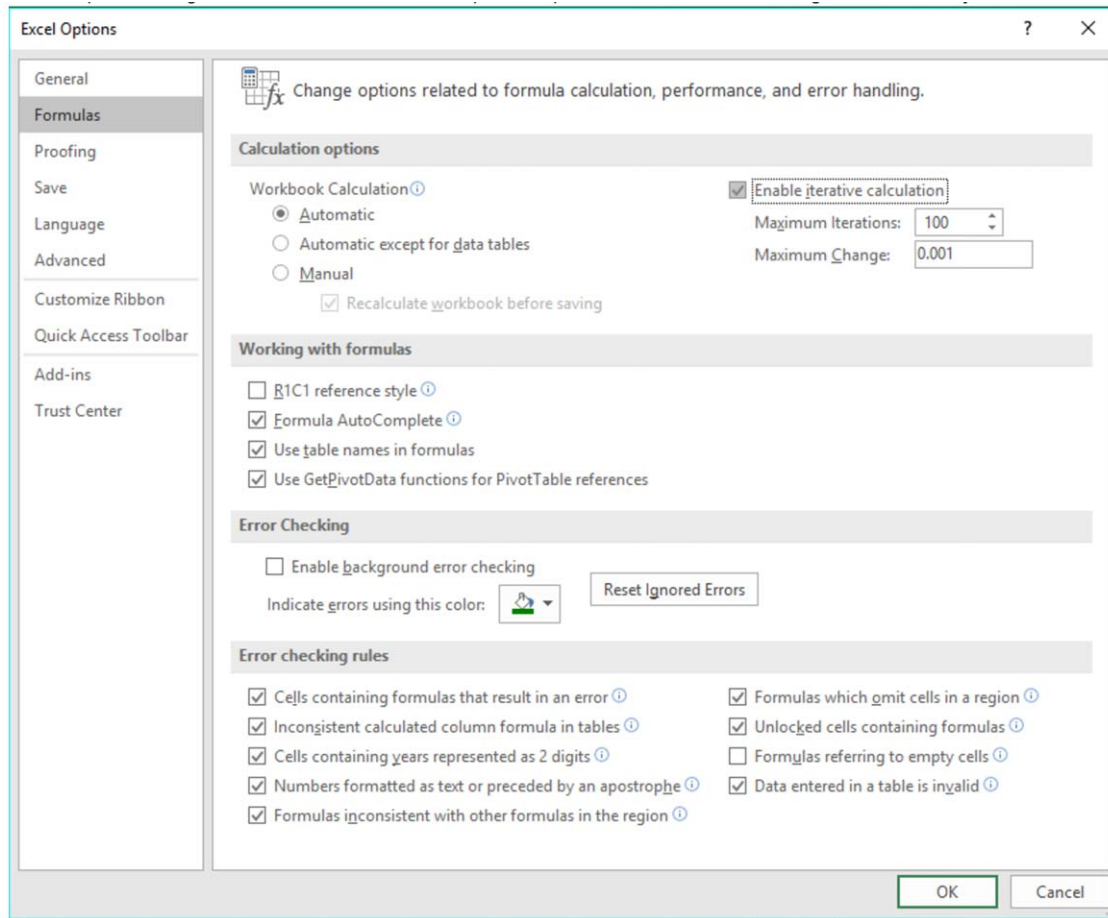 Excel Options
?
General
Formulas
Proofing
Save
Language
Advanced
Customize Ribbon
Quick Access Toolbar
Add-ins
Trust Center
fx Change options related to formula calculation, performance, and error handling.
Calculation options
Workbook Calculation
Automatic
Automatic except for data tables
Manual
Recalculate workbook before saving
Enable iterative calculation
Maximum Iterations: 100
Maximum Change: 0.001
Working with formulas
R1C1 reference style
Formula AutoComplete
Use table names in formulas
Use GetPivotData functions for PivotTable references
Error Checking
Enable background error checking
Indicate errors using this color:
Reset Ignored Errors
Error checking rules
Cells containing formulas that result in an error
Inconsistent calculated column formula in tables
Cells containing years represented as 2 digits
Numbers formatted as text or preceded by an apostrophe
Formulas inconsistent with other formulas in the region
Formulas which omit cells in a region
Unlocked cells containing formulas
Formulas referring to empty cells
Data entered in a table is invalid
OK
Cancel